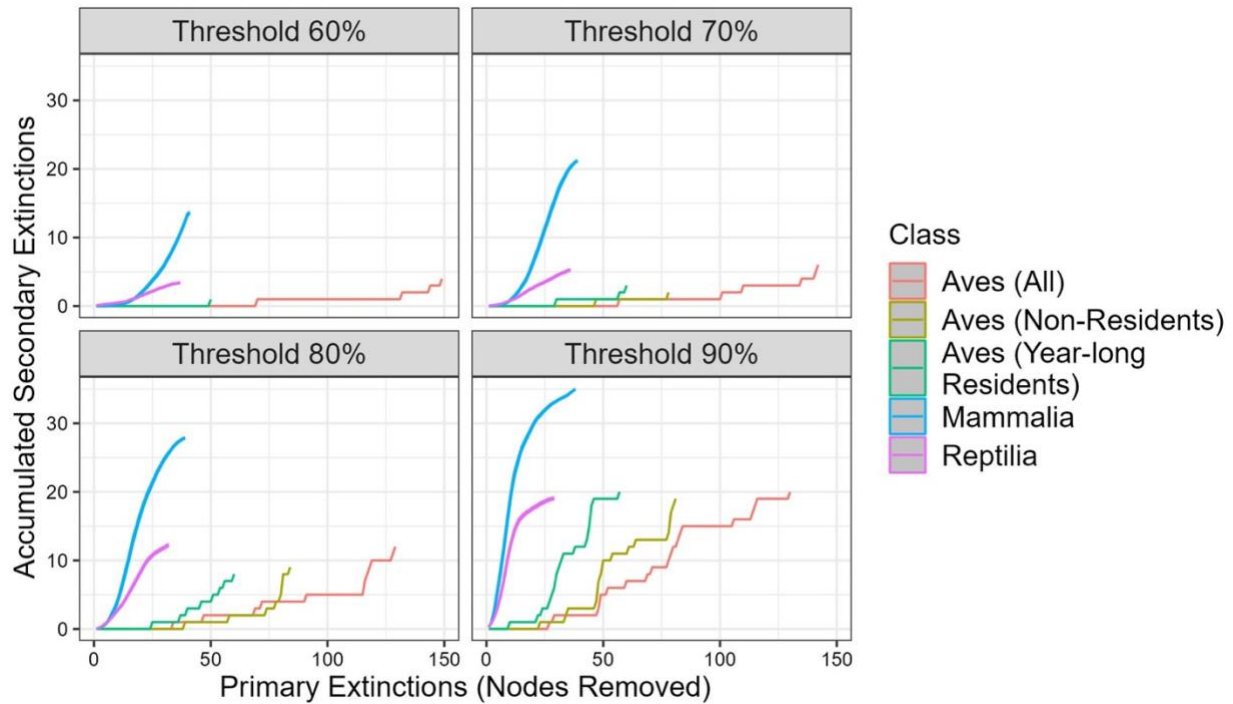 Threshold 60%
Threshold 70%
30
20
10
0
Threshold 80%
Threshold 90%
30
20
10
0
0
50
100
150
0
50
100
150
Accumulated Secondary Extinctions
Primary Extinctions (Nodes Removed)
Class
Aves (All)
Aves (Non-Residents)
Aves (Year-long
Residents)
Mammalia
Reptilia